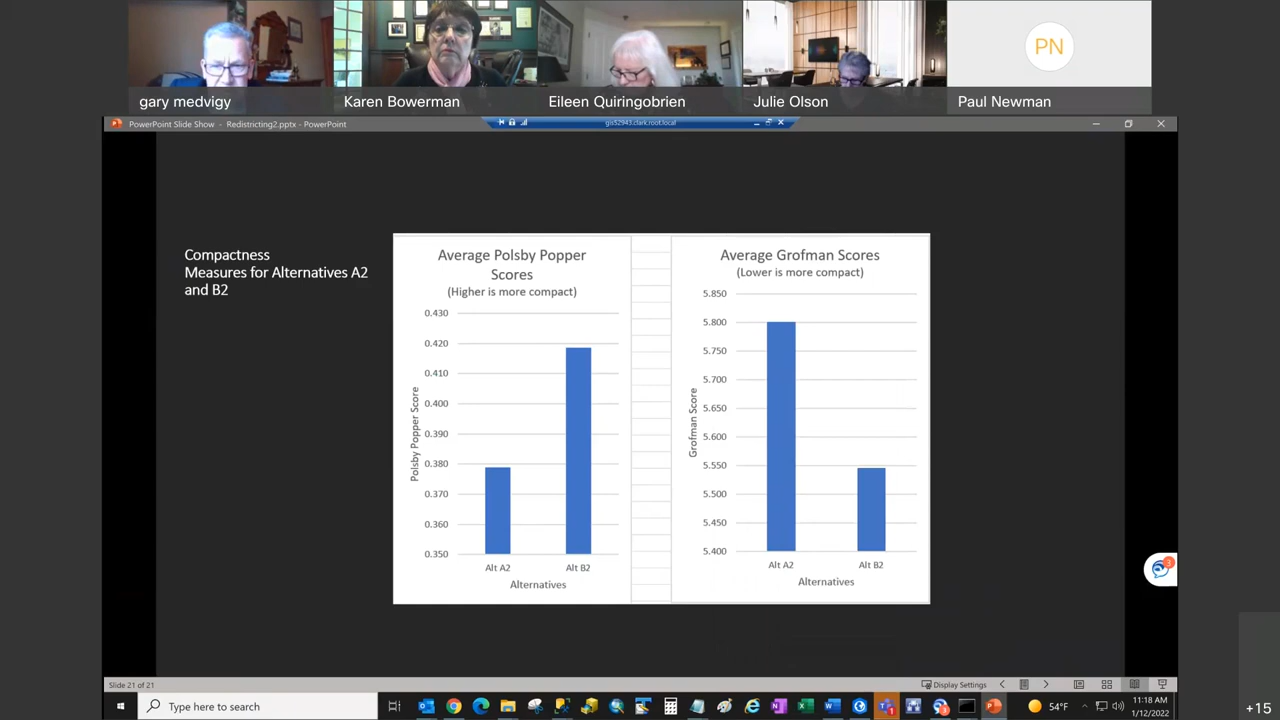 PN
gary medvigy
Karen Bowerman
Eileen Quiringobrien
Julie Olson
Paul Newman
PowerPoint Slide Show - Redistricting2.pptx - PowerPoint
gis52943.clark.root.local
Compactness
Measures for Alternatives A2
and B2
Average Polsby Popper
Scores
(Higher is more compact)
0.430
0.420
0.410
0.400
0.390
0.380
0.370
0.360
0.350
Polsby Popper Score
Alt A2
Alt B2
Alternatives
Average Grofman Scores
(Lower is more compact)
5.850
5.800
5.750
5.700
5.650
5.600
5.550
5.500
5.450
5.400
Grofman Score
Alt A2
Alt B2
Alternatives
3
Slide 21 of 21
Display Settings
Type here to search
54°F
11:18 AM
1/12/2022
+15